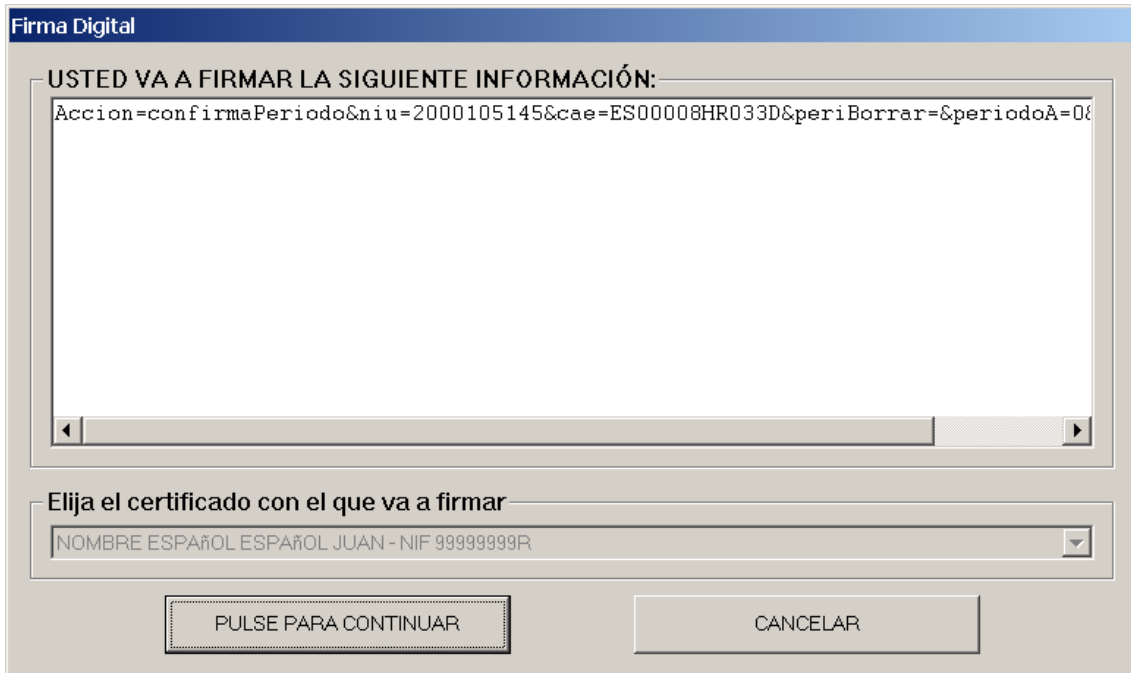 Firma Digital
USTED VA A FIRMAR LA SIGUIENTE INFORMACIÓN:
Accion=confirmaPeriodo&niu=2000105145&cae=ES00008HR033D&periBorrar=&periodoA=0&
Elija el certificado con el que va a firmar
NOMBRE ESPAñOL ESPAñOL JUAN - NIF 99999999R
PULSE PARA CONTINUAR
CANCELAR